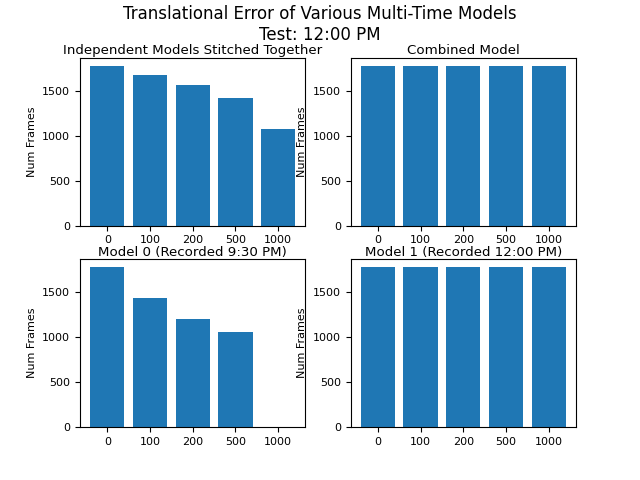 Translational Error of Various Multi-Time Models
Test: 12:00 PM
Independent Models Stitched Together
Num Frames
1500
1000
500
0
0 100 200 500 1000
Combined Model
Num Frames
1500
1000
500
0
0 100 200 500 1000
Model 0 (Recorded 9:30 PM)
Num Frames
1500
1000
500
0
0 100 200 500 1000
Model 1 (Recorded 12:00 PM)
Num Frames
1500
1000
500
0
0 100 200 500 1000